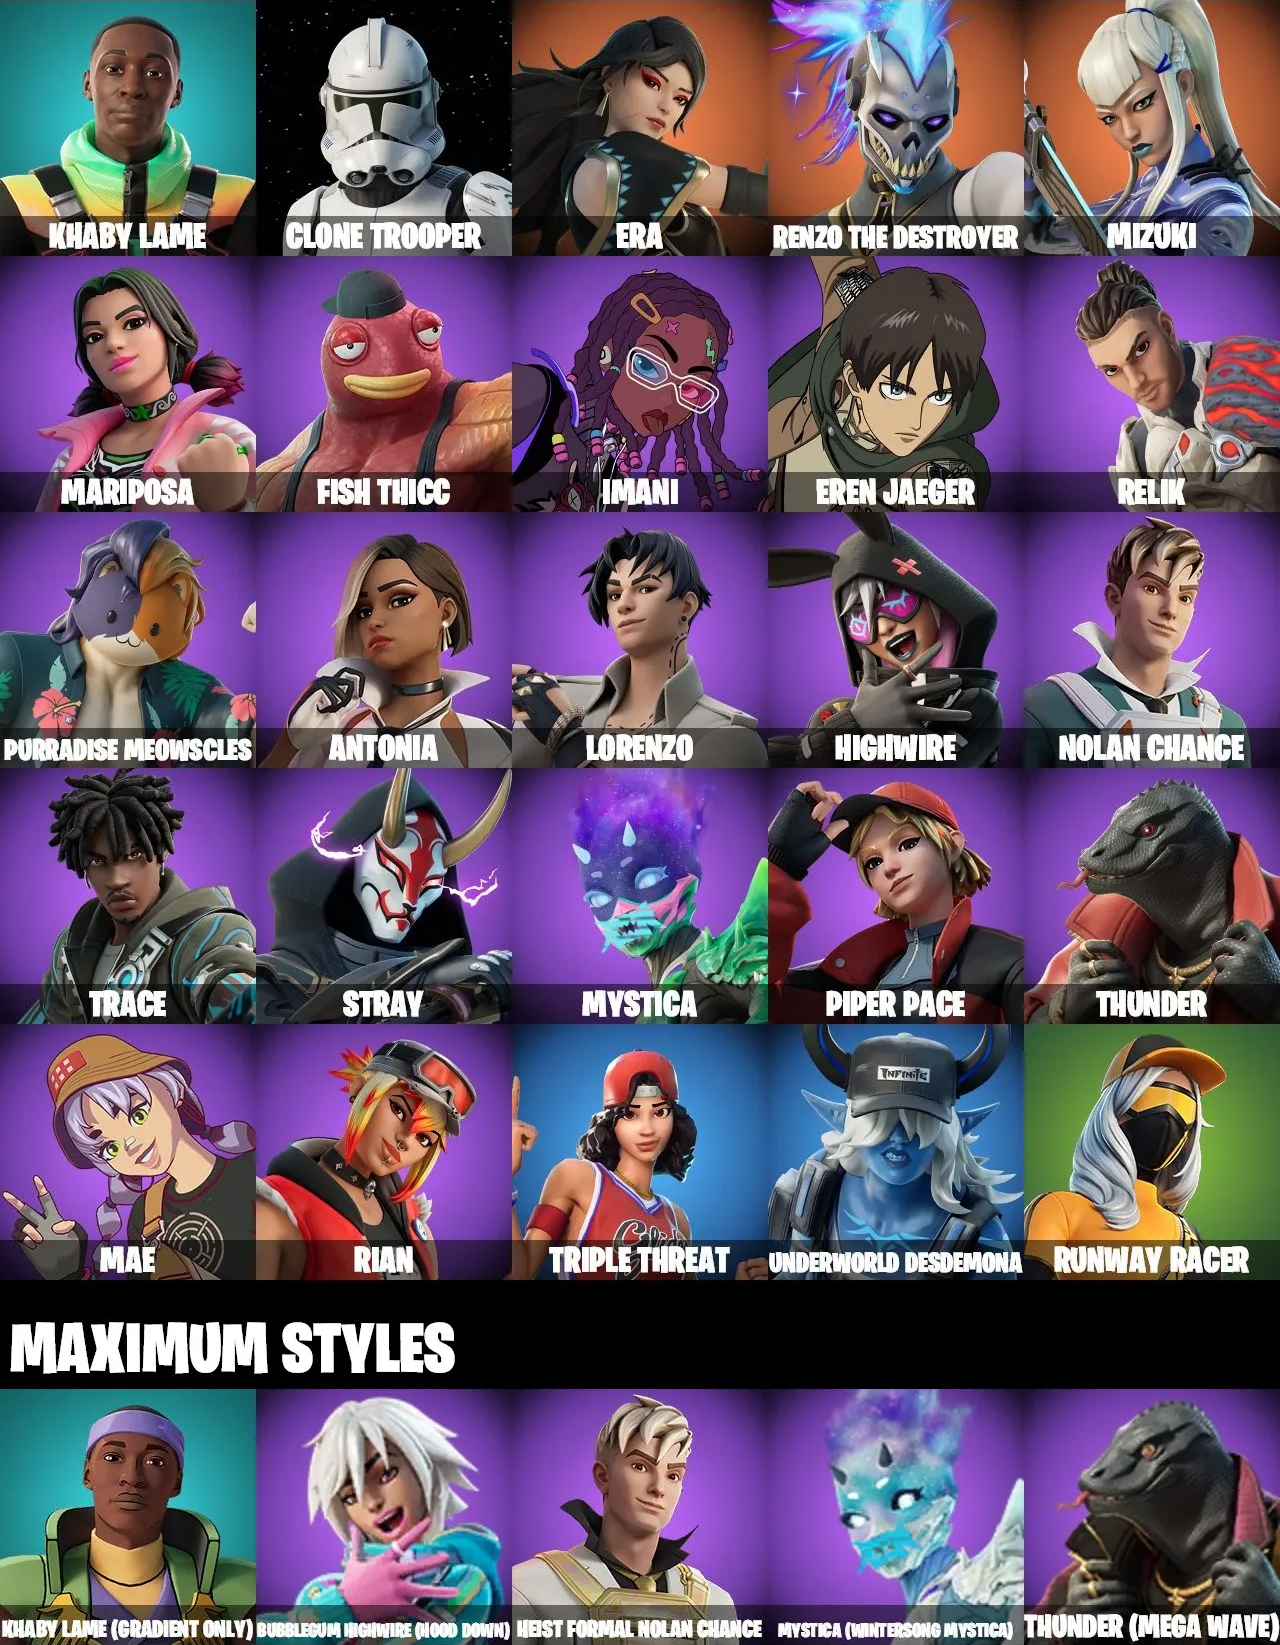 KHABY LAME
CLONE TROOPER
ERA
RENZO THE DESTROYER
MIZUKI
MARIPOSA
FISH THICC
IMANI
EREN JAEGER
RELIK
PURRADISE MEOWSCLES
ANTONIA
LORENZO
HIGHWIRE
NOLAN CHANCE
TRACE
STRAY
MYSTICA
PIPER PACE
THUNDER
INFINITE
MAE
RIAN
TRIPLE THREAT
UNDERWORLD DESDEMONA
RUNWAY RACER
MAXIMUM STYLES
KHABY LAME (GRADIENT ONLY)
BUBBLEGUM HIGHWIRE (HOOD DOWN)
HEIST FORMAL NOLAN CHANCE
MYSTICA (WINTERSONG MYSTICA)
THUNDER (MEGA WAVE)